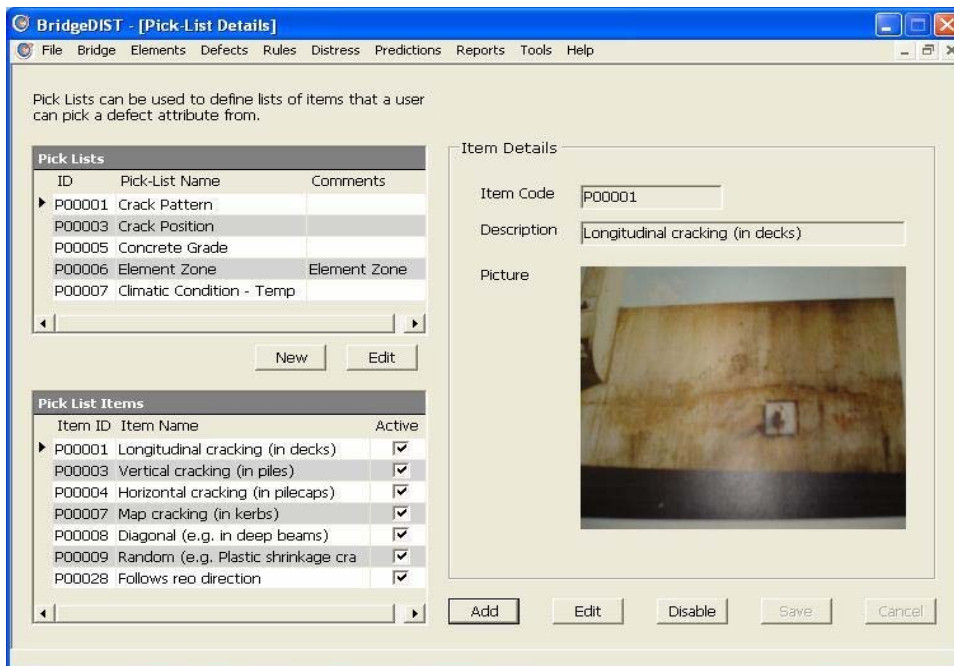 BridgeDIST - [Pick-List Details]
File Bridge Elements Defects Rules Distress Predictions Reports Tools Help
Pick Lists can be used to define lists of items that a user
can pick a defect attribute from.
Pick Lists
ID Pick-List Name Comments
P00001 Crack Pattern
P00003 Crack Position
P00005 Concrete Grade
P00006 Element Zone Element Zone
P00007 Climatic Condition - Temp
New Edit
Pick List Items
Item ID Item Name Active
P00001 Longitudinal cracking (in decks)
P00003 Vertical cracking (in piles)
P00004 Horizontal cracking (in pilecaps)
P00007 Map cracking (in kerbs)
P00008 Diagonal (e.g. in deep beams)
P00009 Random (e.g. Plastic shrinkage cra
P00028 Follows reo direction
Item Details
Item Code P00001
Description Longitudinal cracking (in decks)
Picture
Add Edit Disable Save Cancel